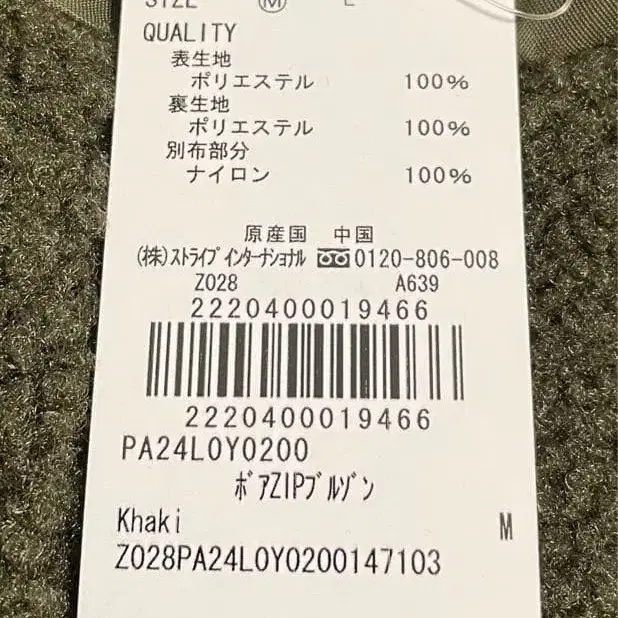 SIZE Ⓜ L
QUALITY
表生地
ポリエステル 100%
裏生地
ポリエステル 100%
別布部分
ナイロン 100%
原産国 中国
(株)ストライプインターナショナル 0120-806-008
Z028 A639
2220400019466
2220400019466
PA24L0Y0200
ボアZIPブルゾン
Khaki M
Z028PA24L0Y0200147103